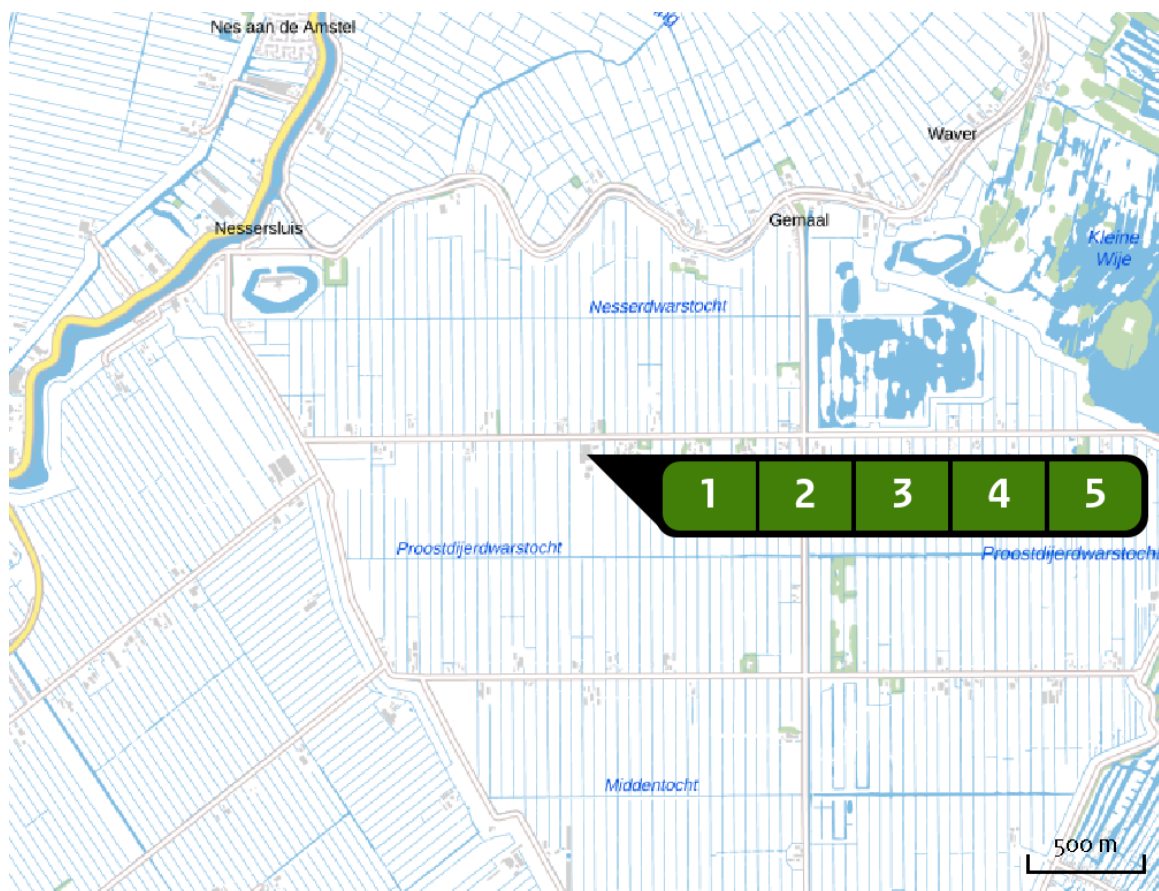 Nes aan de Amstel
Waver
Nessersluis
Gemaal
Kleine
Wije
Nesserdwarstocht
1 2 3 4 5
Proostdijerdwarstocht
Proostdijerdwarstocht
Middentocht
500 m